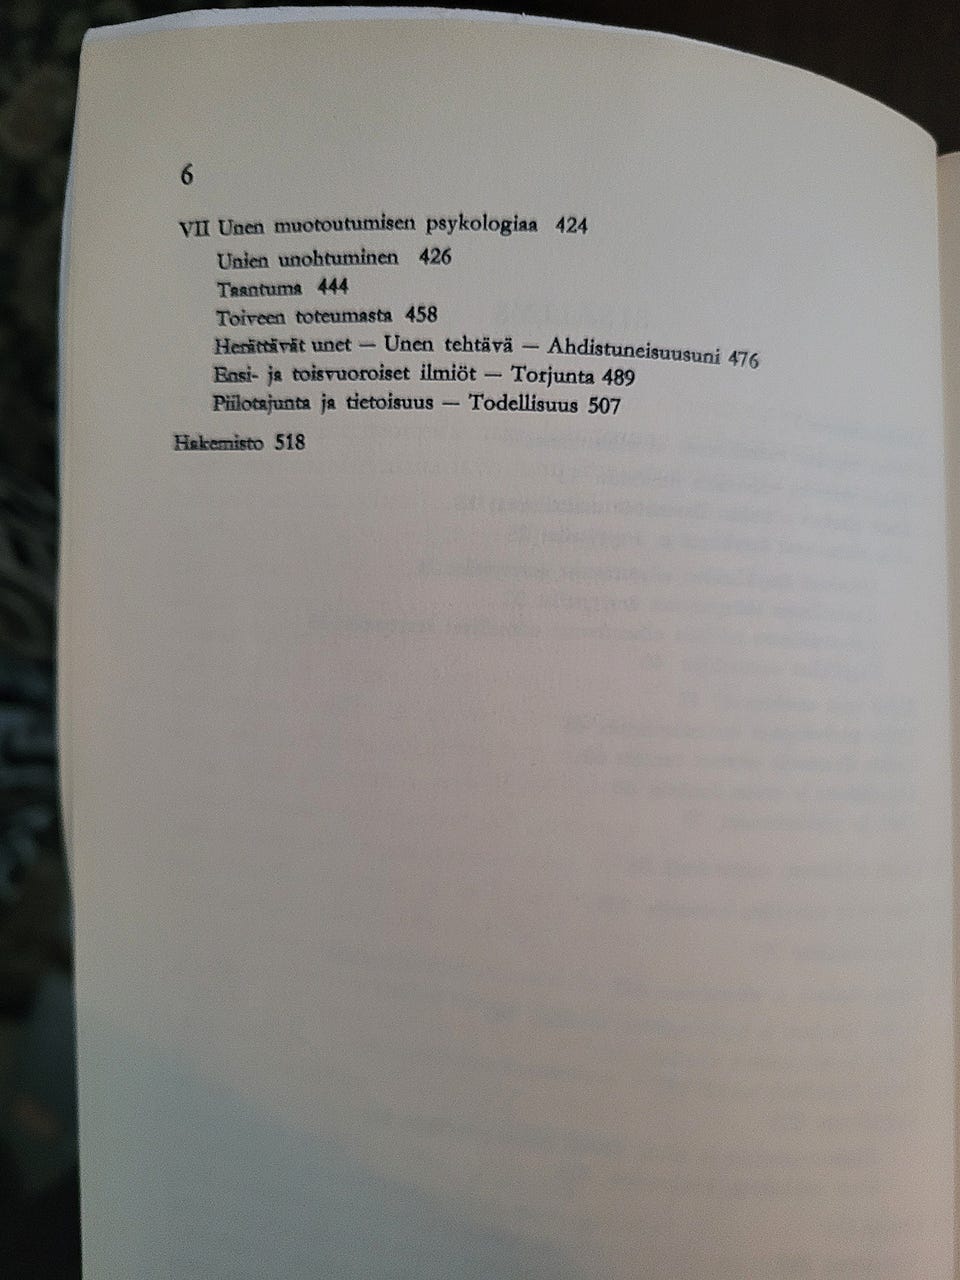 6
VII Unen muotoutumisen psykologiaa 424
Unien unohtuminen 426
Taantuma 444
Toiveen toteumasta 458
Herättävät unet — Unen tehtävä — Ahdistuneisuusuni 476
Ensi- ja toisvuoroiset ilmiöt — Torjunta 489
Piilotajunta ja tietoisuus — Todellisuus 507
Hakemisto 518